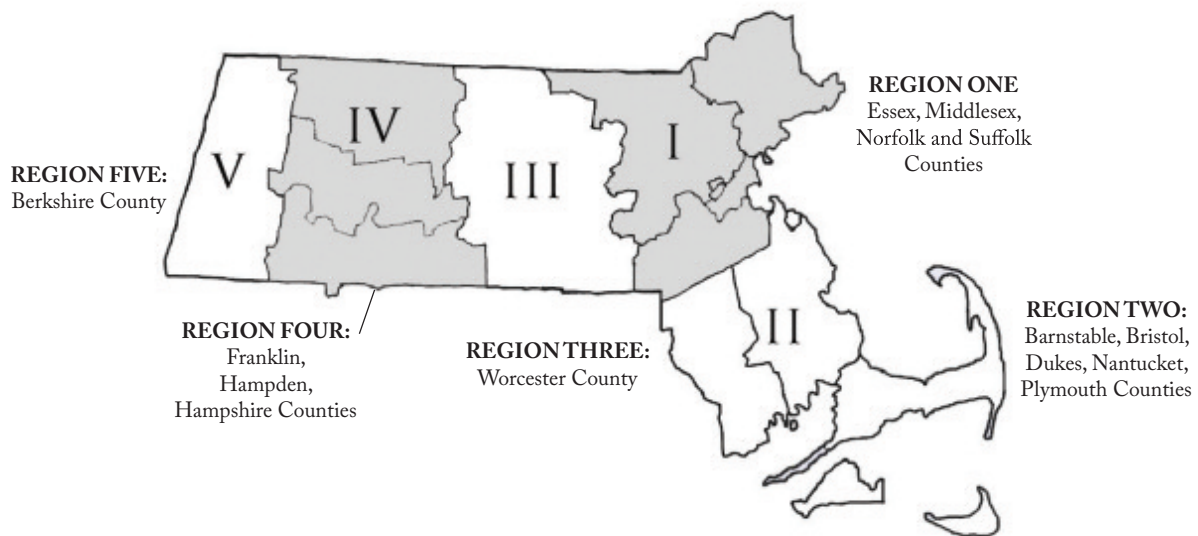 IV
I
REGION ONE
Essex, Middlesex,
Norfolk and Suffolk
Counties
V
III
REGION FIVE:
Berkshire County
REGION FOUR:
Franklin,
Hampden,
Hampshire Counties
REGION THREE:
Worcester County
II
REGION TWO:
Barnstable, Bristol,
Dukes, Nantucket,
Plymouth Counties